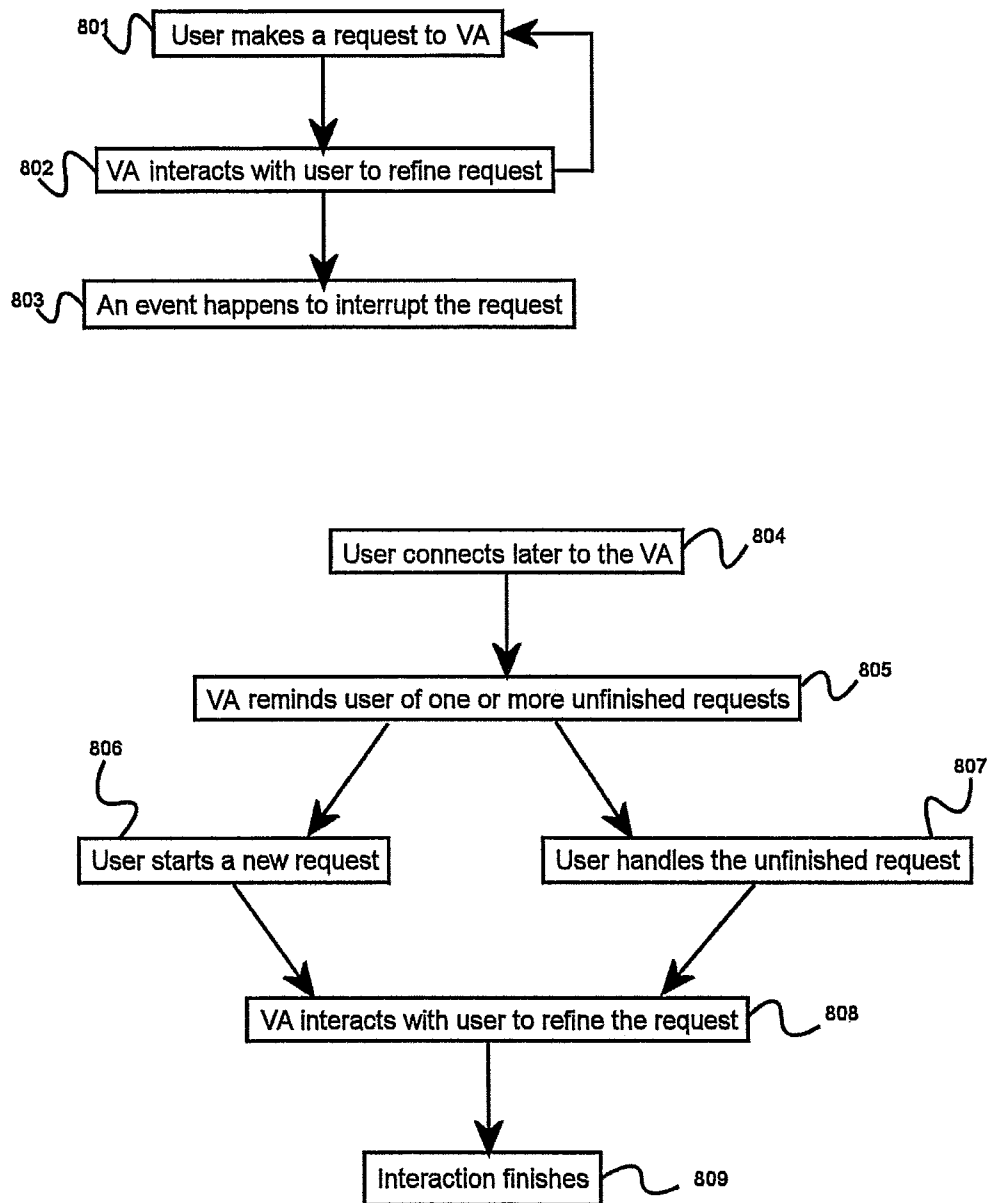 801 User makes a request to VA
802 VA interacts with user to refine request
803 An event happens to interrupt the request
User connects later to the VA 804
VA reminds user of one or more unfinished requests 805
806
807
User starts a new request
User handles the unfinished request
VA interacts with user to refine the request 808
Interaction finishes 809